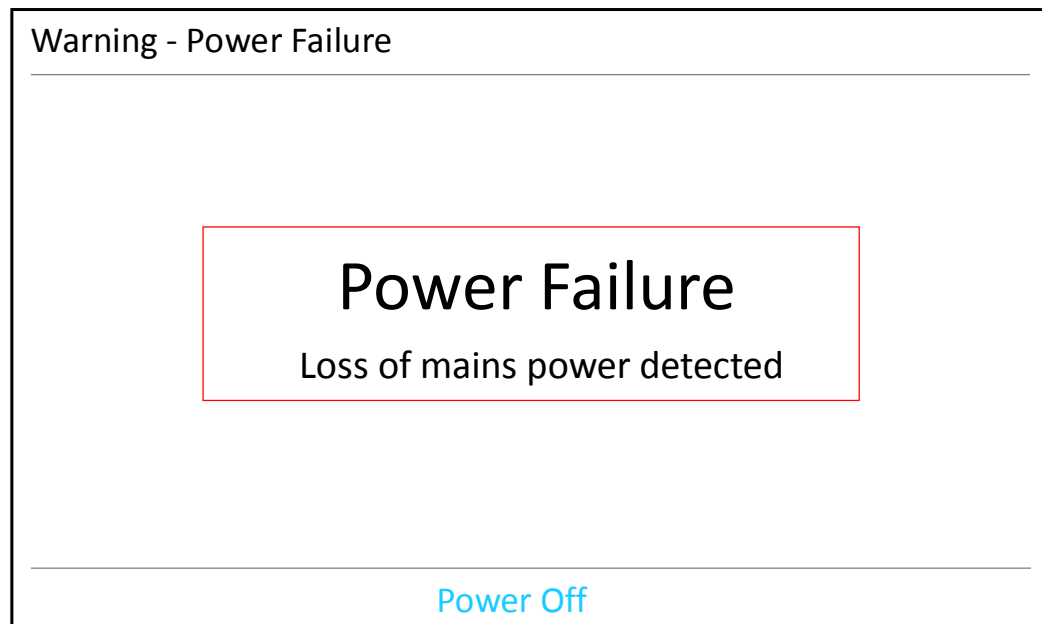 Warning - Power Failure
Power Failure
Loss of mains power detected
Power Off